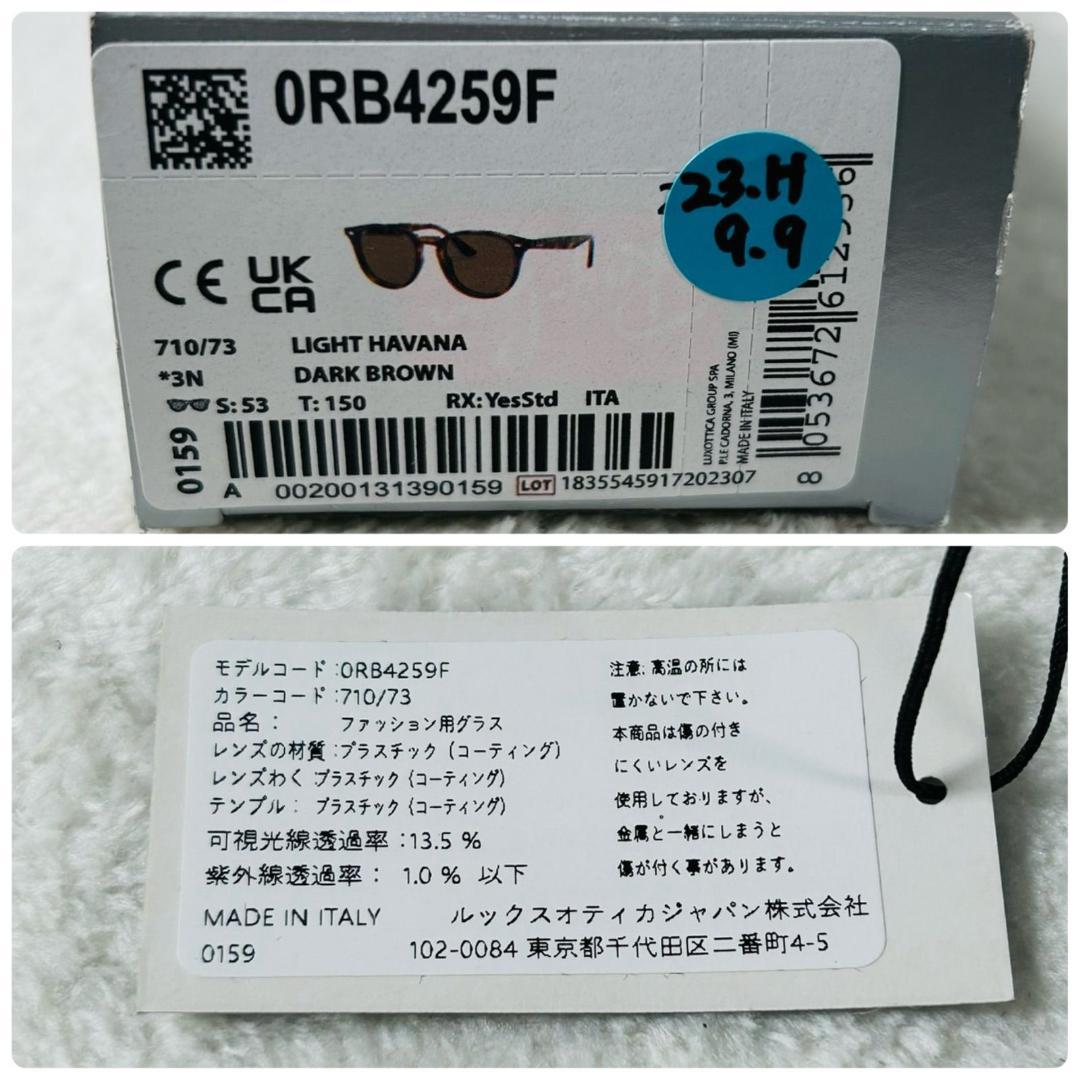 0RB4259F
23.H
9.9
CE UK
CA
710/73 LIGHT HAVANA
*3N DARK BROWN
S: 53 T: 150 RX: YesStd ITA
0159
A 00200131390159 LOT 1835545917202307 8
LUXOTTICA GROUP SPA
P.LE CADORNA, 3, MILANO (MI)
MADE IN ITALY
モデルコード :0RB4259F
カラーコード :710/73
品名 : ファッション用グラス
レンズの材質 :プラスチック (コーティング)
レンズわく プラスチック (コーティング)
テンプル : プラスチック (コーティング)
可視光線透過率 :13.5 %
紫外線透過率 : 1.0 % 以下
MADE IN ITALY
0159
注意: 高温の所には
置かないで下さい。
本商品は傷の付き
にくいレンズを
使用しておりますが、
金属と一緒にしまうと
傷が付く事があります。
ルックスオティカジャパン株式会社
102-0084 東京都千代田区二番町4-5